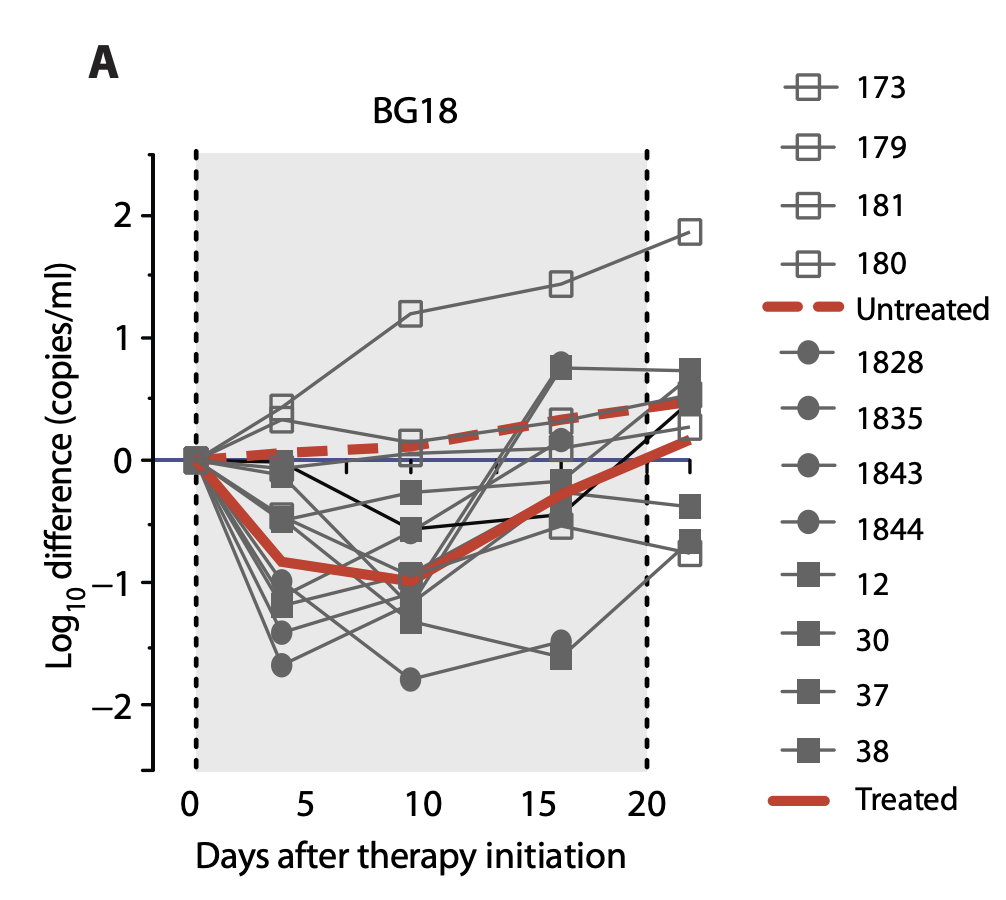 A
BG18
Log10 difference (copies/ml)
2
1
0
−1
−2
0 5 10 15 20
Days after therapy initiation
173
179
181
180
Untreated
1828
1835
1843
1844
12
30
37
38
Treated